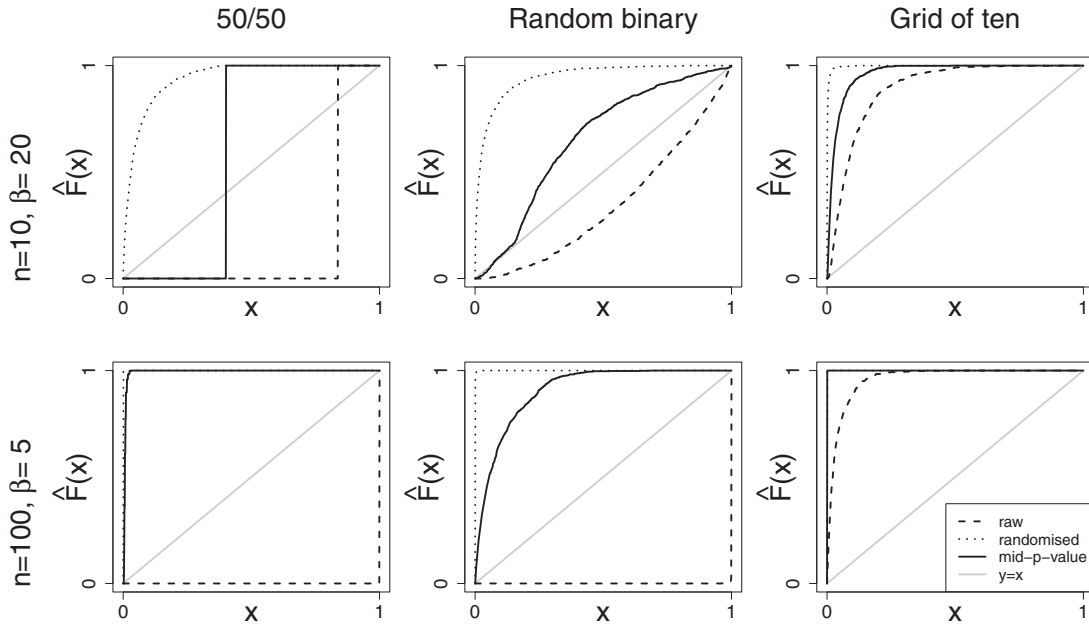 50/50 Random binary Grid of ten
n=10, β= 20
F̂(x) 1 0 0 x 1
F̂(x) 1 0 0 x 1
F̂(x) 1 0 0 x 1
n=100, β= 5
F̂(x) 1 0 0 x 1
F̂(x) 1 0 0 x 1
F̂(x) 1 0 0 x 1
raw
randomised
mid−p−value
y=x